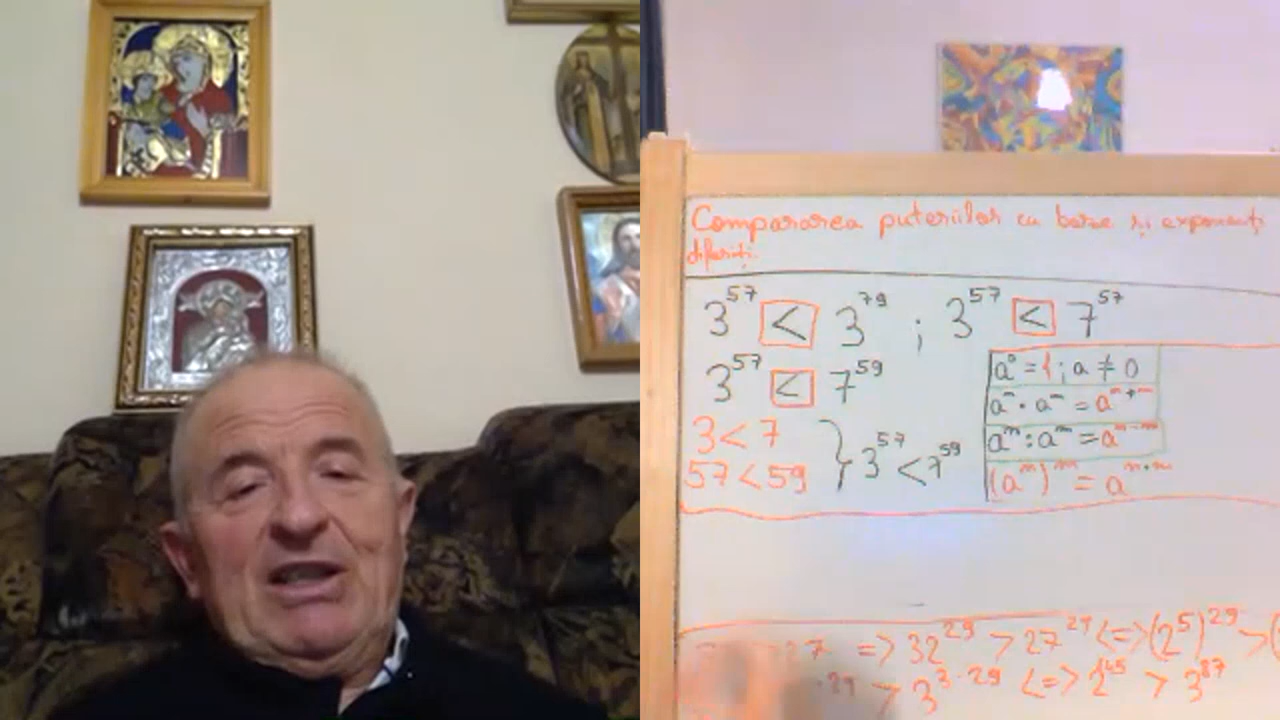 Compararea puterilor cu baze și exponenți
diferiți.
3^57 < 3^79 ; 3^57 < 7^57
3^57 < 7^59
3 < 7
57 < 59 } 3^57 < 7^59
a^0 = 1 ; a ≠ 0
a^m · a^n = a^m+n
a^m : a^n = a^m-n
(a^m)^n = a^m·n
27 => 32^29 > 27^29 <=> (2^5)^29 > (
·29 > 3^3·29 <=> 2^145 > 3^87